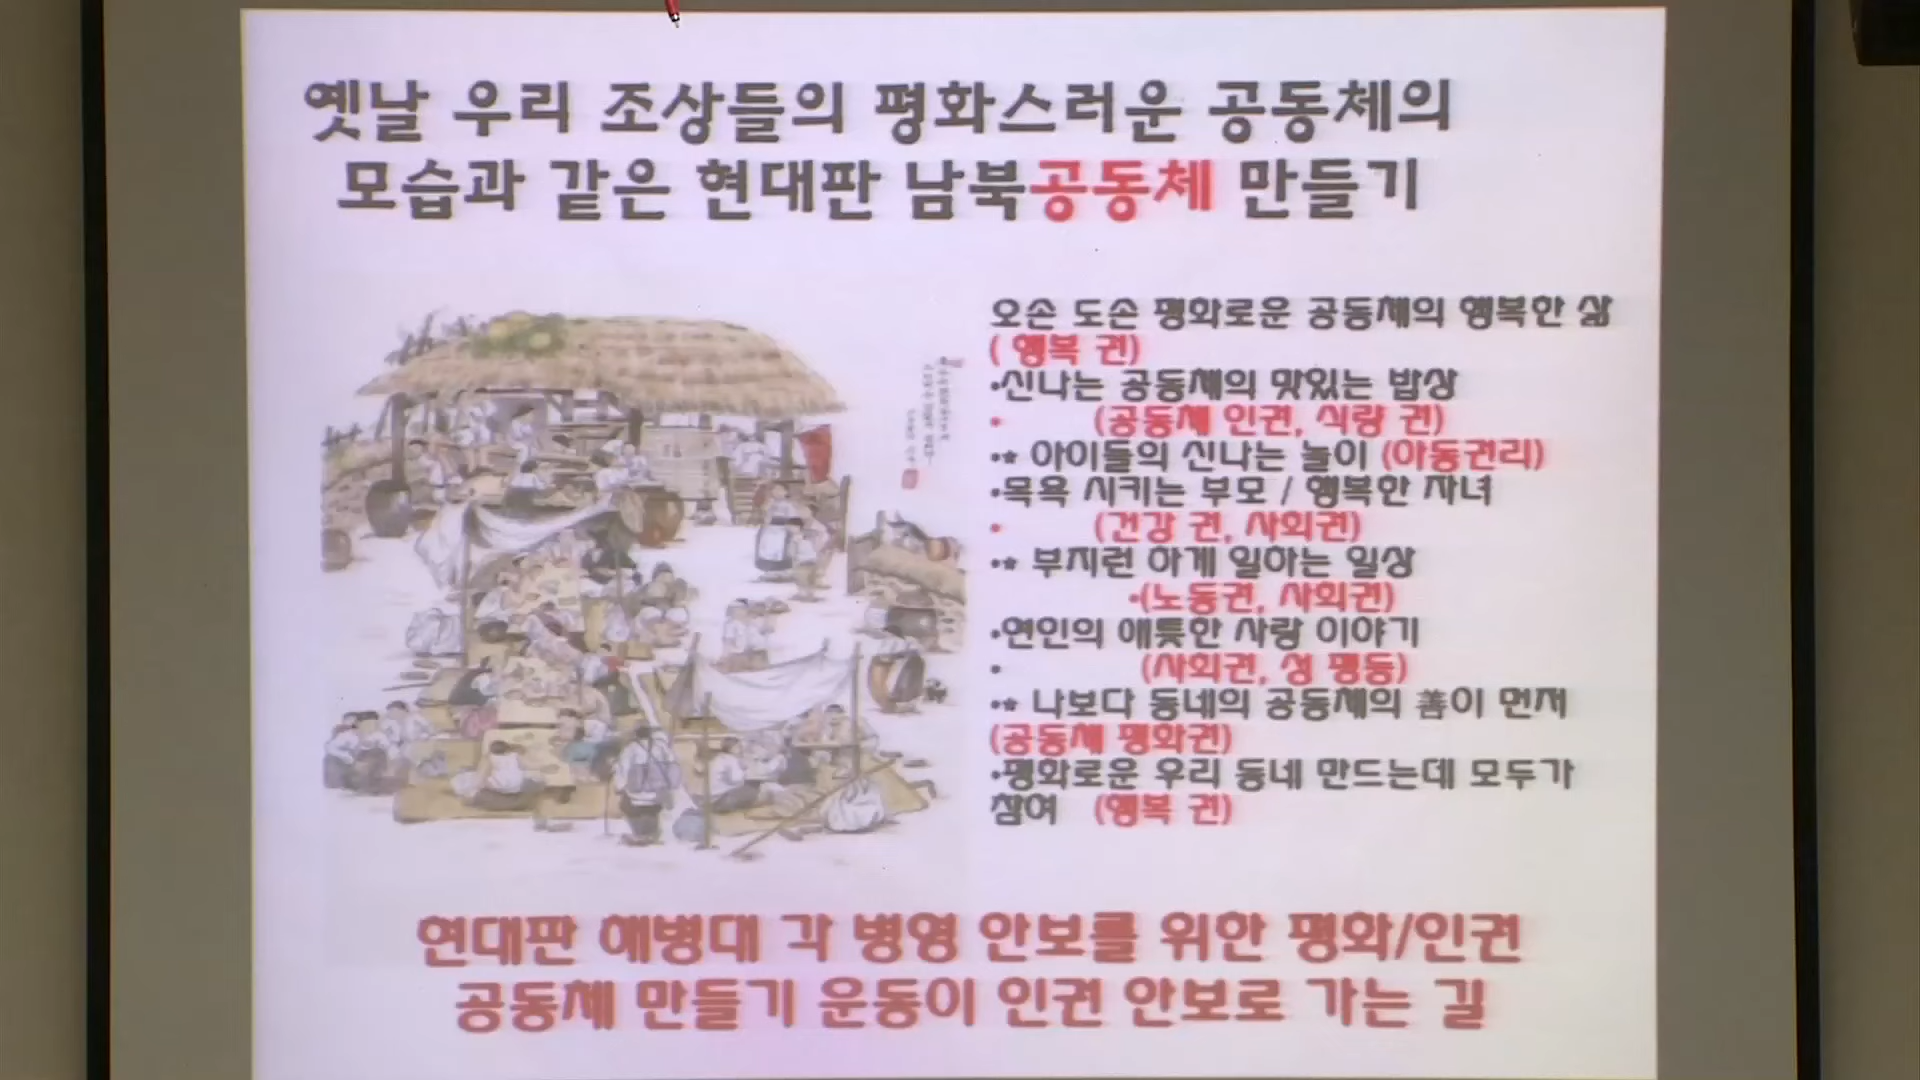 옛날 우리 조상들의 평화스러운 공동체의
모습과 같은 현대판 남북공동체 만들기
오손 도손 평화로운 공동체의 행복한 삶
( 행복 권)
•신나는 공동체의 맛있는 밥상
• (공동체 인권, 식량 권)
•* 아이들의 신나는 놀이 (아동권리)
•목욕 시키는 부모 / 행복한 자녀
• (건강 권, 사회권)
•* 부지런 하게 일하는 일상
•(노동권, 사회권)
•연인의 애틋한 사랑 이야기
• (사회권, 성 평등)
•* 나보다 동네의 공동체의 善이 먼저
(공동체 평화권)
•평화로운 우리 동네 만드는데 모두가
참여 (행복 권)
현대판 해병대 각 병영 안보를 위한 평화/인권
공동체 만들기 운동이 인권 안보로 가는 길